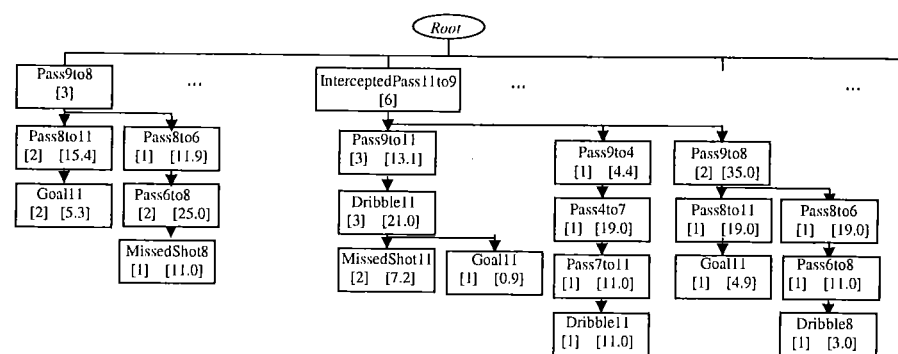 Root
Pass9to8
[3]
...
InterceptedPass11to9
[6]
...
...
Pass8to11
[2] [15.4]
Pass8to6
[1] [11.9]
Goal11
[2] [5.3]
Pass6to8
[2] [25.0]
MissedShot8
[1] [11.0]
Pass9to11
[3] [13.1]
Pass9to4
[1] [4.4]
Pass9to8
[2] [35.0]
Dribble11
[3] [21.0]
Pass4to7
[1] [19.0]
Pass8to11
[1] [19.0]
Pass8to6
[1] [19.0]
MissedShot11
[2] [7.2]
Goal11
[1] [0.9]
Pass7to11
[1] [11.0]
Goal11
[1] [4.9]
Pass6to8
[1] [11.0]
Dribble11
[1] [11.0]
Dribble8
[1] [3.0]